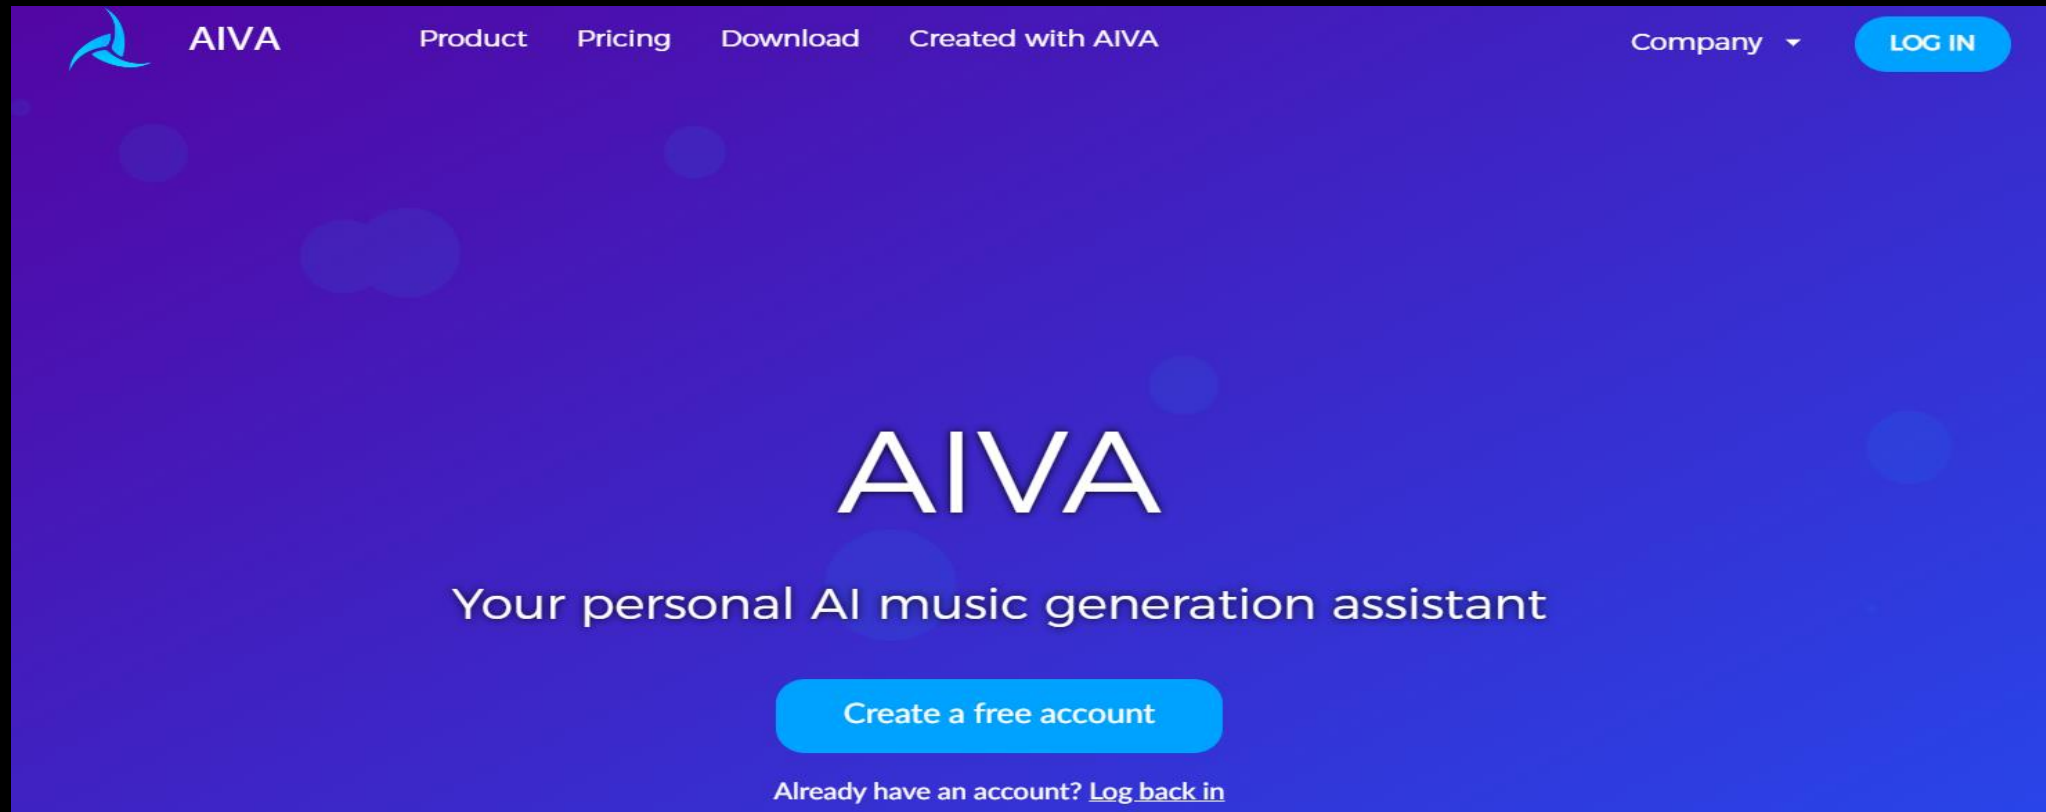 AIVA Product Pricing Download Created with AIVA Company LOG IN
AIVA
Your personal AI music generation assistant
Create a free account
Already have an account? Log back in